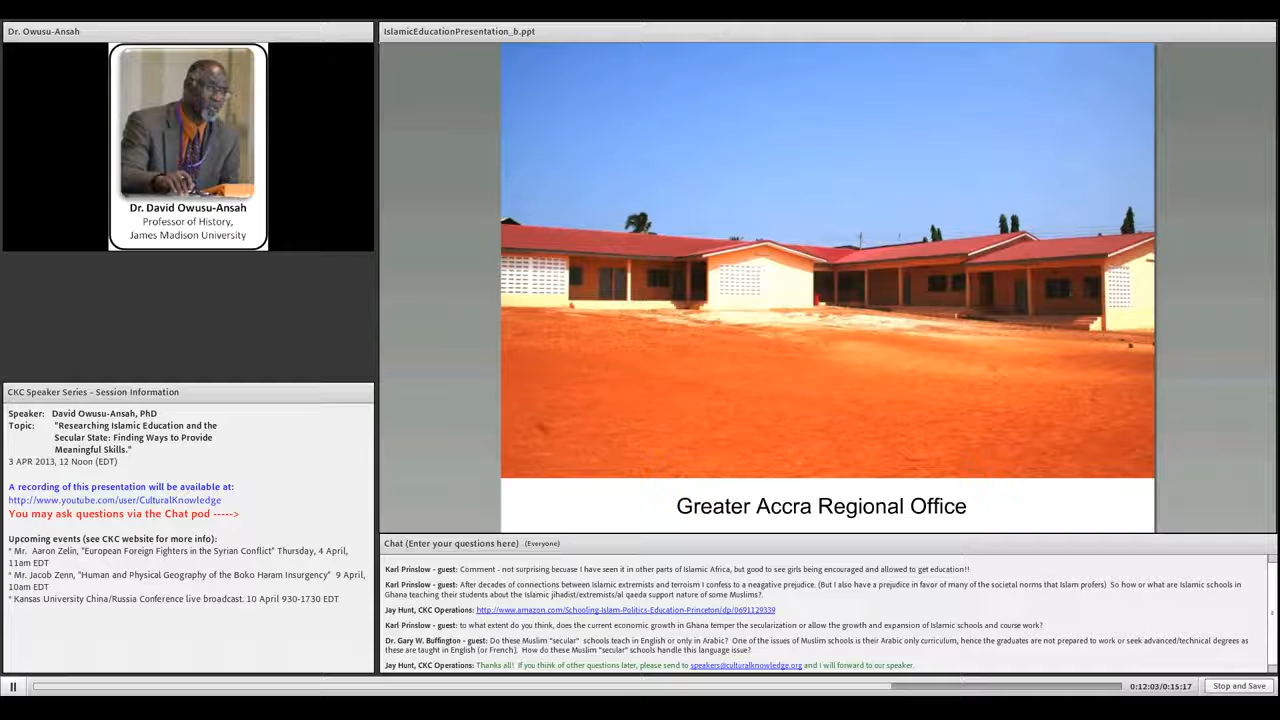 Dr. Owusu-Ansah
Dr. David Owusu-Ansah
Professor of History,
James Madison University
CKC Speaker Series - Session Information
Speaker: David Owusu-Ansah, PhD
Topic: "Researching Islamic Education and the
Secular State: Finding Ways to Provide
Meaningful Skills."
3 APR 2013, 12 Noon (EDT)
A recording of this presentation will be available at:
http://www.youtube.com/user/CulturalKnowledge
You may ask questions via the Chat pod ----->
Upcoming events (see CKC website for more info):
* Mr. Aaron Zelin, "European Foreign Fighters in the Syrian Conflict" Thursday, 4 April,
11am EDT
* Mr. Jacob Zenn, "Human and Physical Geography of the Boko Haram Insurgency" 9 April,
10am EDT
* Kansas University China/Russia Conference live broadcast. 10 April 930-1730 EDT
IslamicEducationPresentation_b.ppt
Greater Accra Regional Office
Chat (Enter your questions here) (Everyone)
Karl Prinslow - guest: Comment - not surprising becuase I have seen it in other parts of Islamic Africa, but good to see girls being encouraged and allowed to get education!!
Karl Prinslow - guest: After decades of connections between Islamic extremists and terrorism I confess to a neagative prejudice. (But I also have a prejudice in favor of many of the societal norms that Islam profers) So how or what are Islamic schools in
Ghana teaching their students about the Islamic jihadist/extremists/al qaeda support nature of some Muslims?.
Jay Hunt, CKC Operations: http://www.amazon.com/Schooling-Islam-Politics-Education-Princeton/dp/0691129339
Karl Prinslow - guest: to what extent do you think, does the current economic growth in Ghana temper the secularization or allow the growth and expansion of Islamic schools and course work?
Dr. Gary W. Buffington - guest: Do these Muslim "secular" schools teach in English or only in Arabic? One of the issues of Muslim schools is their Arabic only curriculum, hence the graduates are not prepared to work or seek advanced/technical degrees as
these are taught in English (or French). How do these Muslim "secular" schools handle this language issue?
Jay Hunt, CKC Operations: Thanks all! If you think of other questions later, please send to speakers@culturalknowledge.org and I will forward to our speaker.
0:12:03/0:15:17
Stop and Save